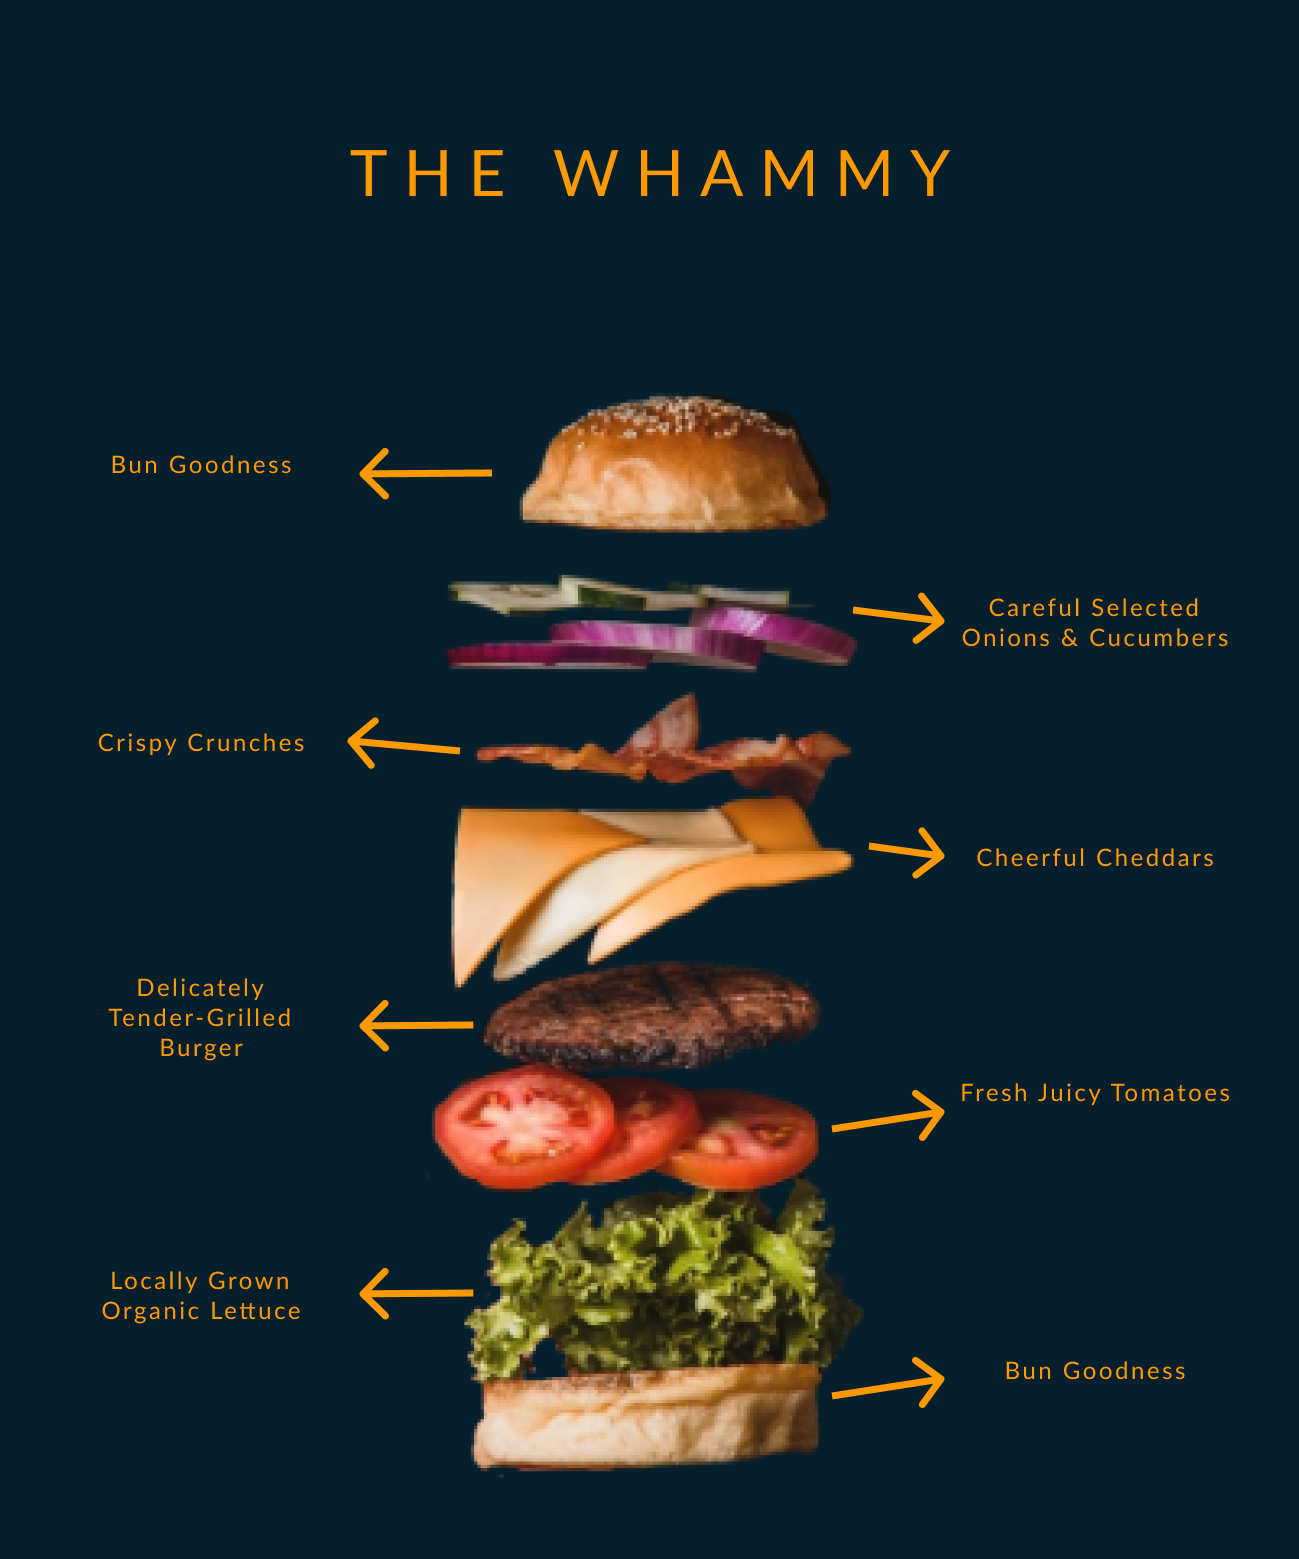 THE WHAMMY
Bun Goodness
Careful Selected
Onions & Cucumbers
Crispy Crunches
Cheerful Cheddars
Delicately
Tender-Grilled
Burger
Fresh Juicy Tomatoes
Locally Grown
Organic Lettuce
Bun Goodness